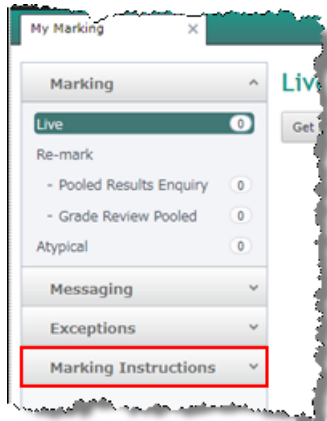 My Marking
Marking
Live 0
Re-mark
- Pooled Results Enquiry 0
- Grade Review Pooled 0
Atypical 0
Messaging
Exceptions
Marking Instructions
Get